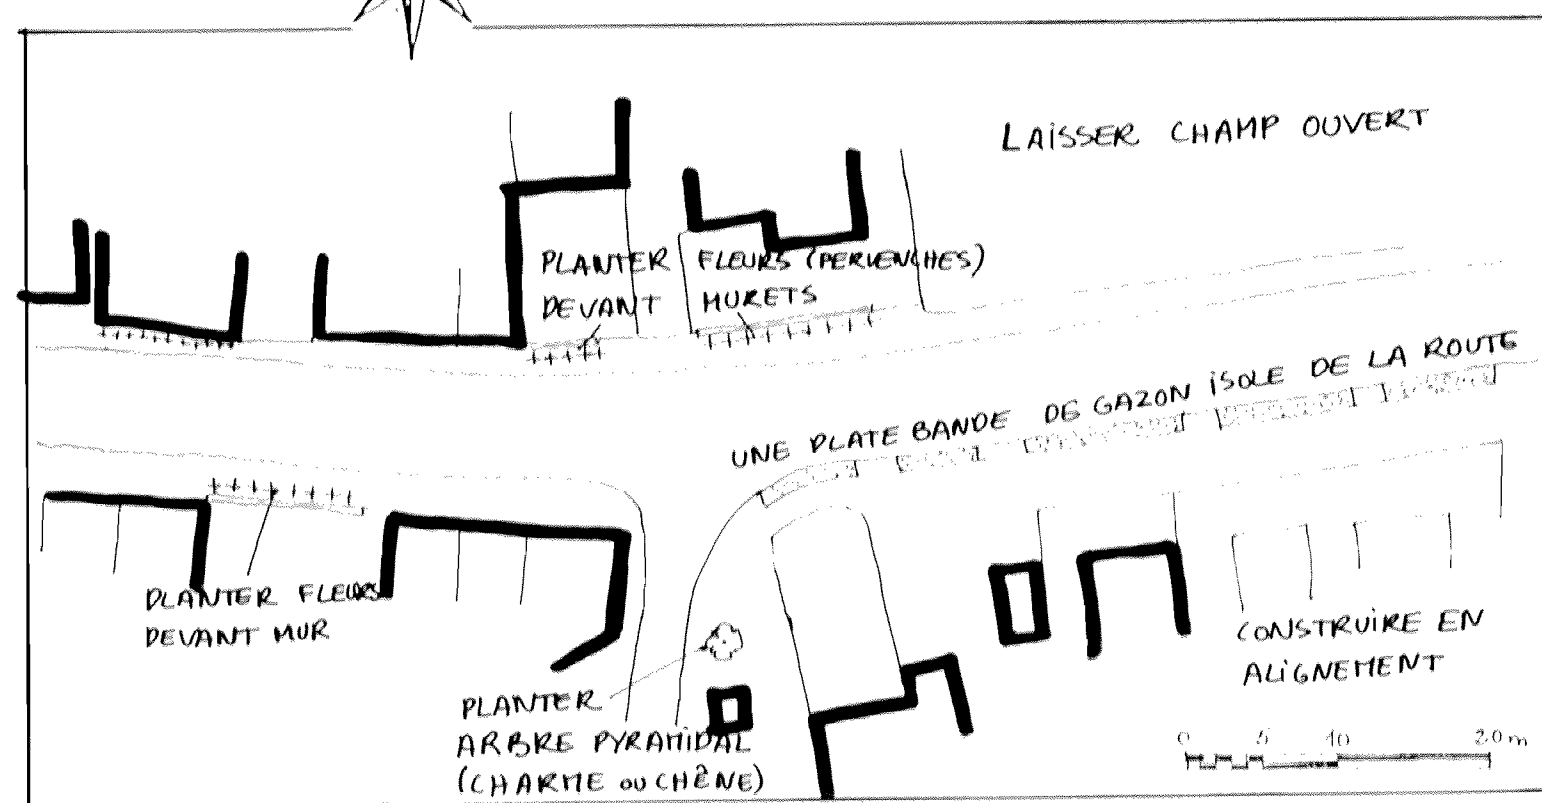 LAISSER CHAMP OUVERT
PLANTER FLEURS (PERVENCHES)
DEVANT MURETS
UNE PLATE BANDE DE GAZON ISOLE DE LA ROUTE
PLANTER FLEURS
DEVANT MUR
PLANTER
ARBRE PYRAMIDAL
(CHARME OU CHÊNE)
CONSTRUIRE EN
ALIGNEMENT
0 5 10 20m